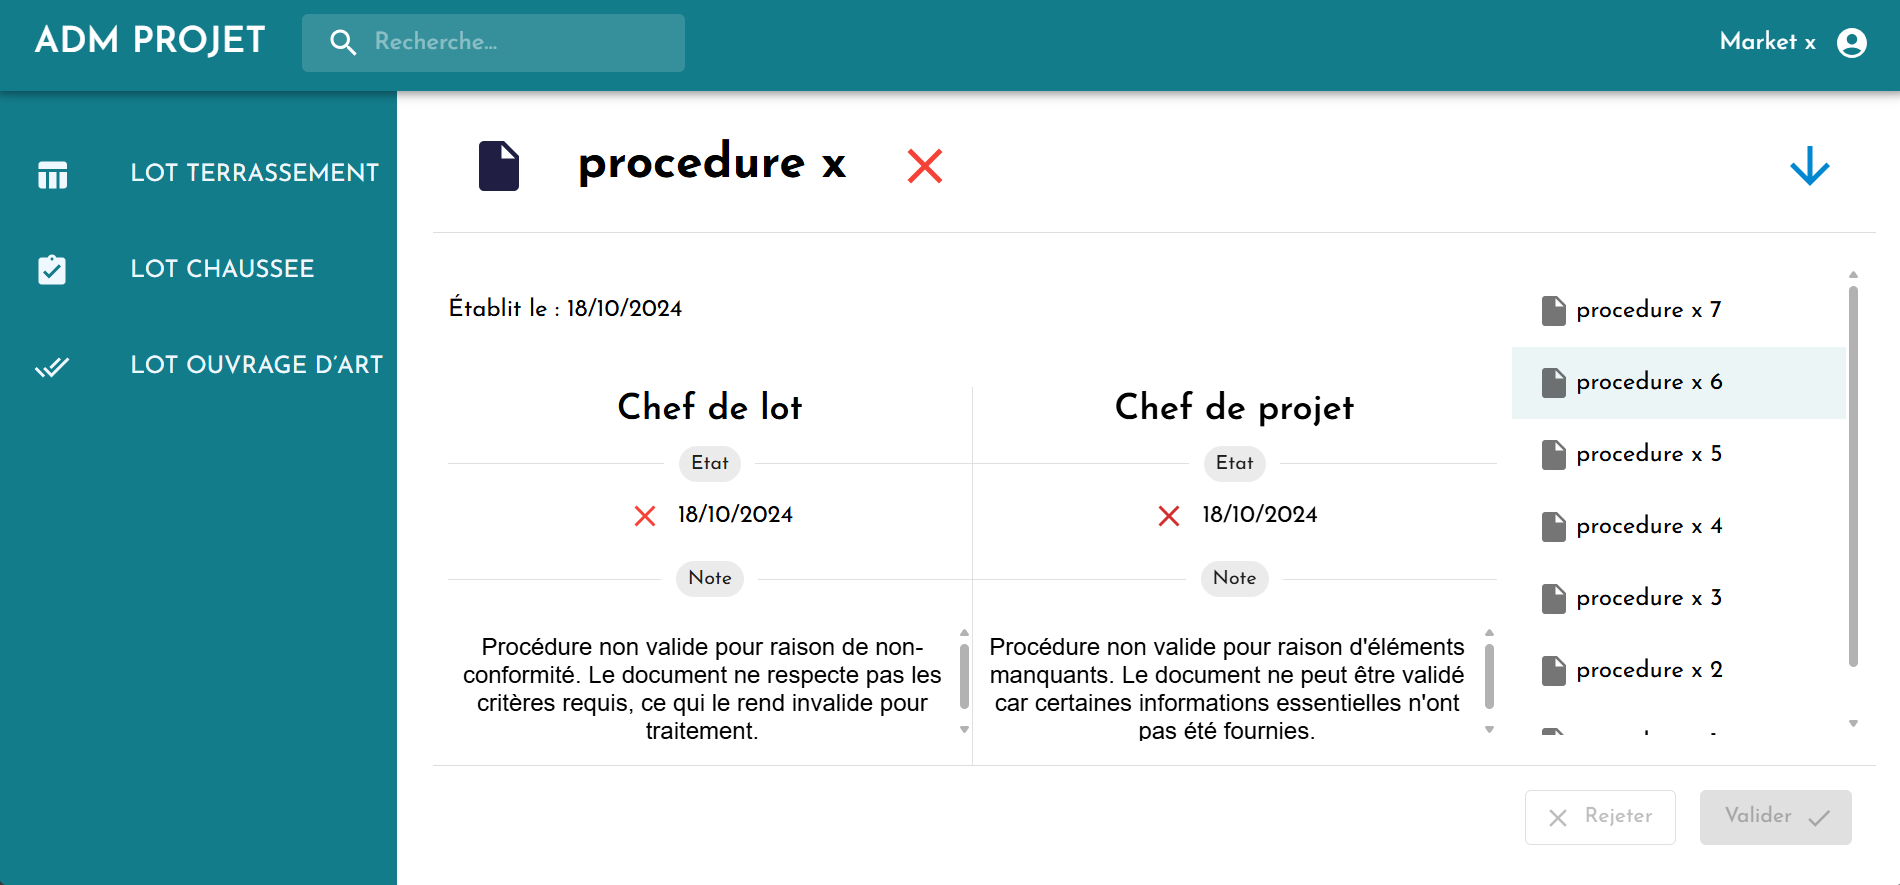 ADM PROJET
Recherche...
Market x
LOT TERRASSEMENT
LOT CHAUSSEE
LOT OUVRAGE D'ART
procedure x
Établit le : 18/10/2024
Chef de lot
Etat
18/10/2024
Note
Procédure non valide pour raison de non-
conformité. Le document ne respecte pas les
critères requis, ce qui le rend invalide pour
traitement.
Chef de projet
Etat
18/10/2024
Note
Procédure non valide pour raison d'éléments
manquants. Le document ne peut être validé
car certaines informations essentielles n'ont
pas été fournies.
procedure x 7
procedure x 6
procedure x 5
procedure x 4
procedure x 3
procedure x 2
Rejeter
Valider